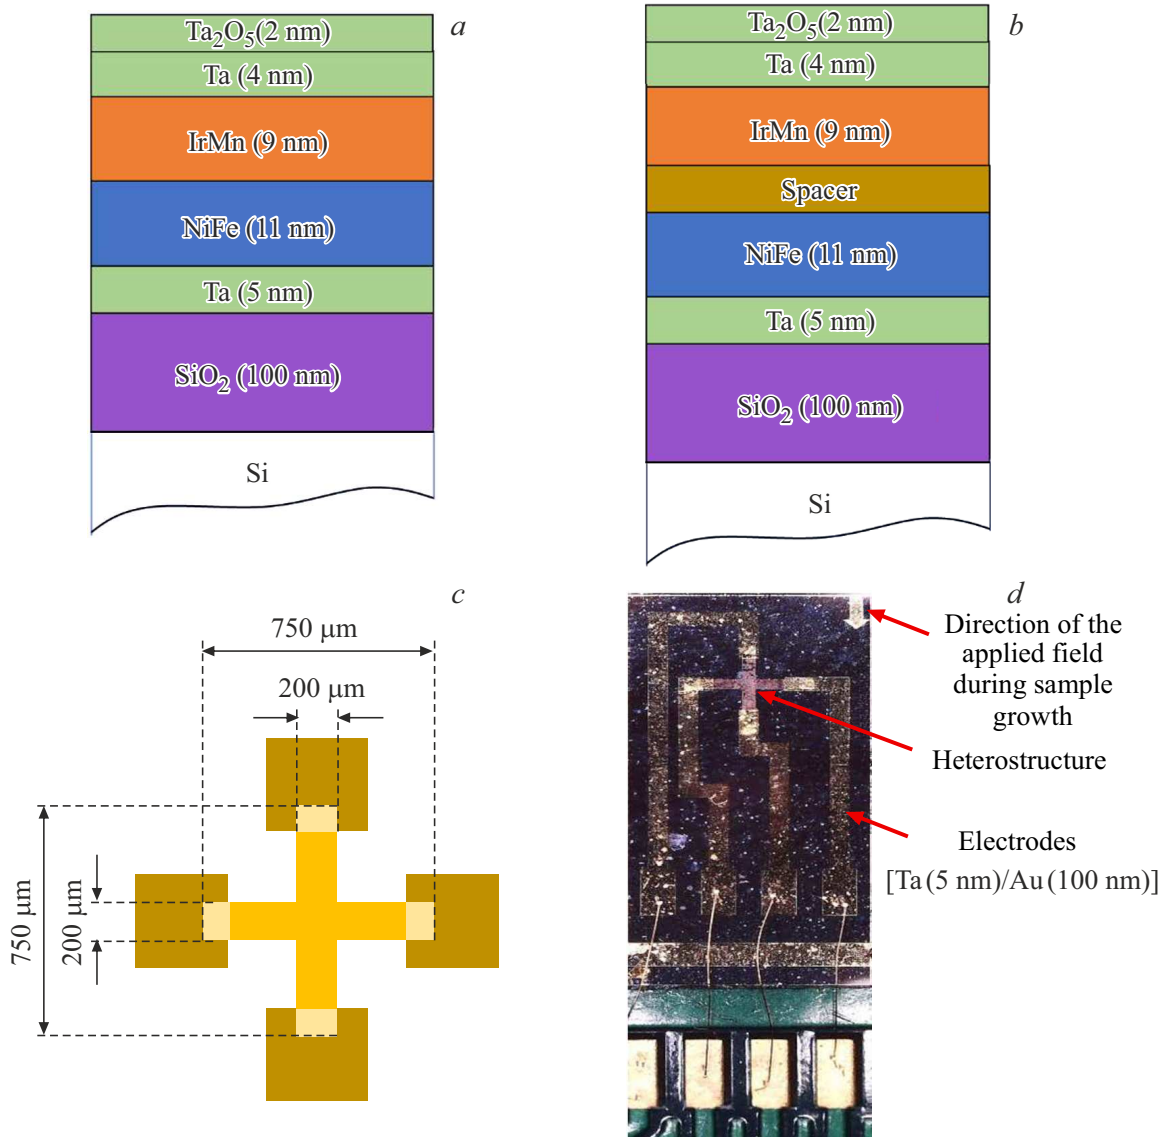 a
Ta₂O₅(2 nm)
Ta (4 nm)
IrMn (9 nm)
NiFe (11 nm)
Ta (5 nm)
SiO₂ (100 nm)
Si
b
Ta₂O₅(2 nm)
Ta (4 nm)
IrMn (9 nm)
Spacer
NiFe (11 nm)
Ta (5 nm)
SiO₂ (100 nm)
Si
c
750 μm
200 μm
750 μm
200 μm
d
Direction of the
applied field
during sample
growth
Heterostructure
Electrodes
[Ta (5 nm)/Au (100 nm)]